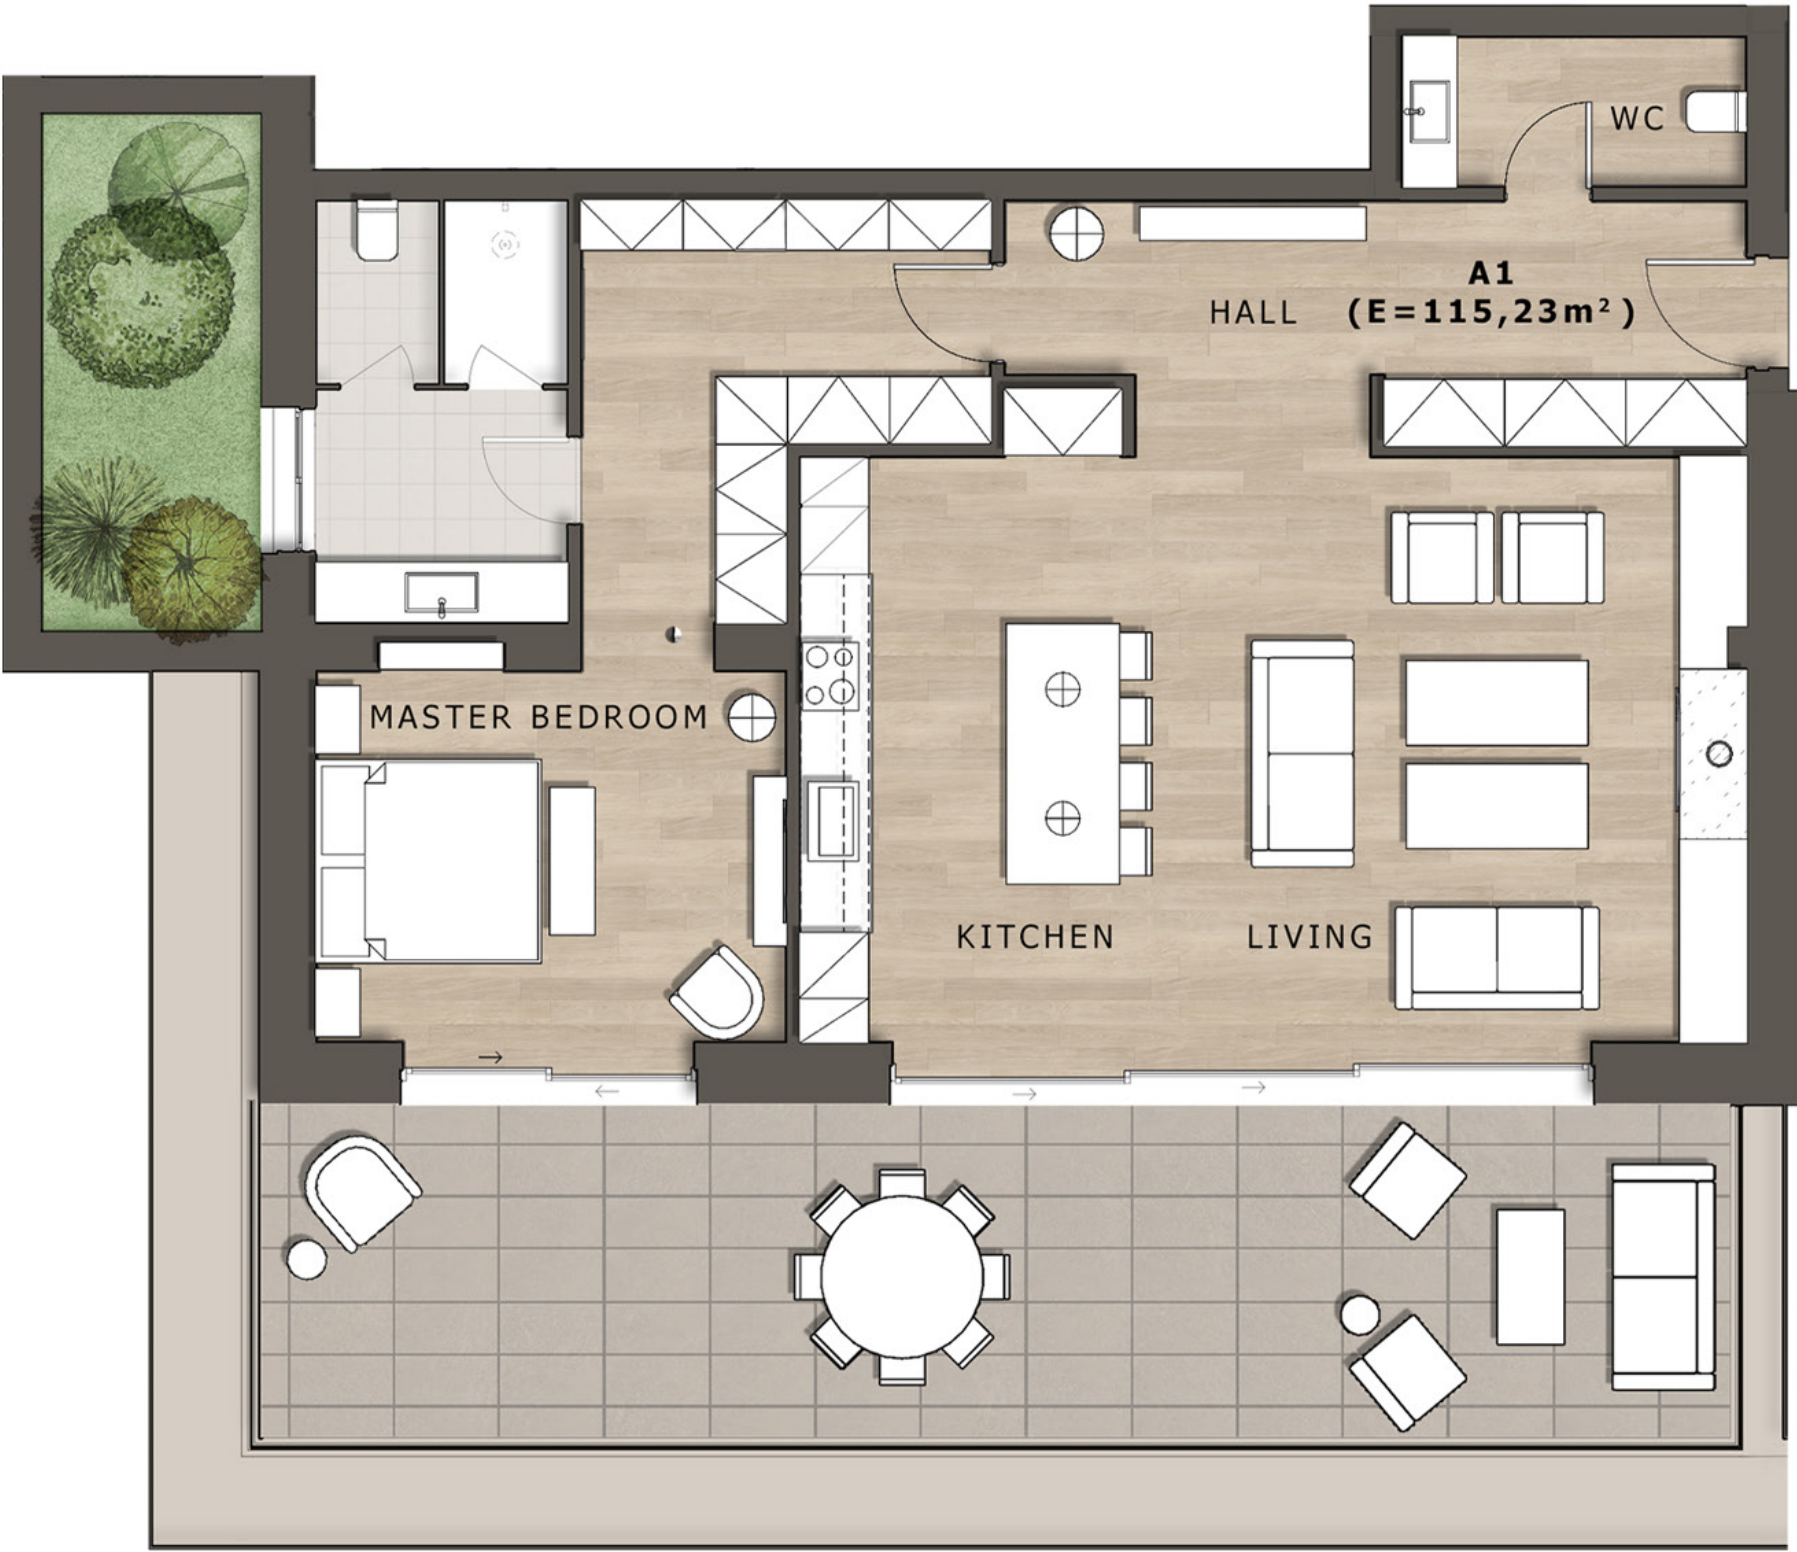 WC
A1
HALL (E=115,23m²)
MASTER BEDROOM
KITCHEN LIVING